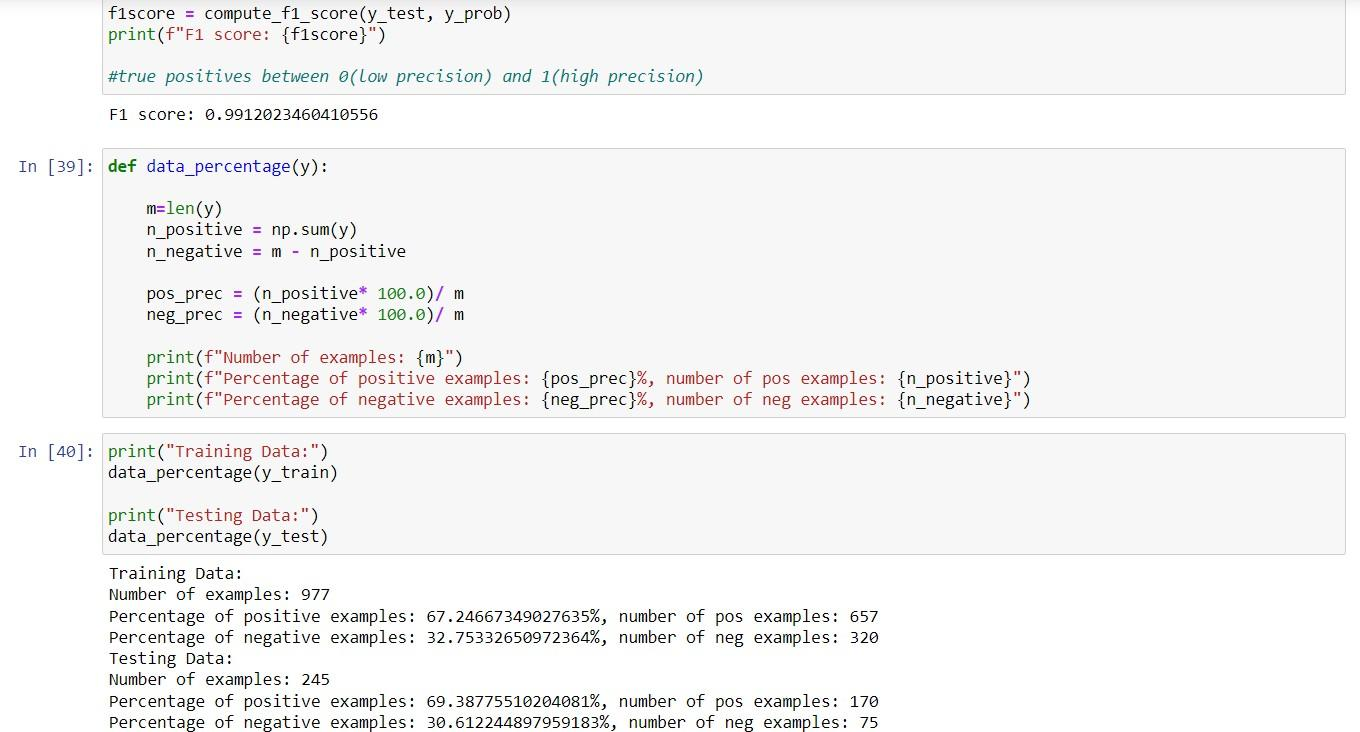 f1score = compute_f1_score(y_test, y_prob)
print(f"F1 score: {f1score}")
#true positives between 0(low precision) and 1(high precision)
F1 score: 0.9912023460410556
In [39]: def data_percentage(y):
m=len(y)
n_positive = np.sum(y)
n_negative = m - n_positive
pos_prec = (n_positive* 100.0)/ m
neg_prec = (n_negative* 100.0)/ m
print(f"Number of examples: {m}")
print(f"Percentage of positive examples: {pos_prec}%, number of pos examples: {n_positive}")
print(f"Percentage of negative examples: {neg_prec}%, number of neg examples: {n_negative}")
In [40]: print("Training Data:")
data_percentage(y_train)
print("Testing Data:")
data_percentage(y_test)
Training Data:
Number of examples: 977
Percentage of positive examples: 67.24667349027635%, number of pos examples: 657
Percentage of negative examples: 32.75332650972364%, number of neg examples: 320
Testing Data:
Number of examples: 245
Percentage of positive examples: 69.38775510204081%, number of pos examples: 170
Percentage of negative examples: 30.612244897959183%, number of neg examples: 75